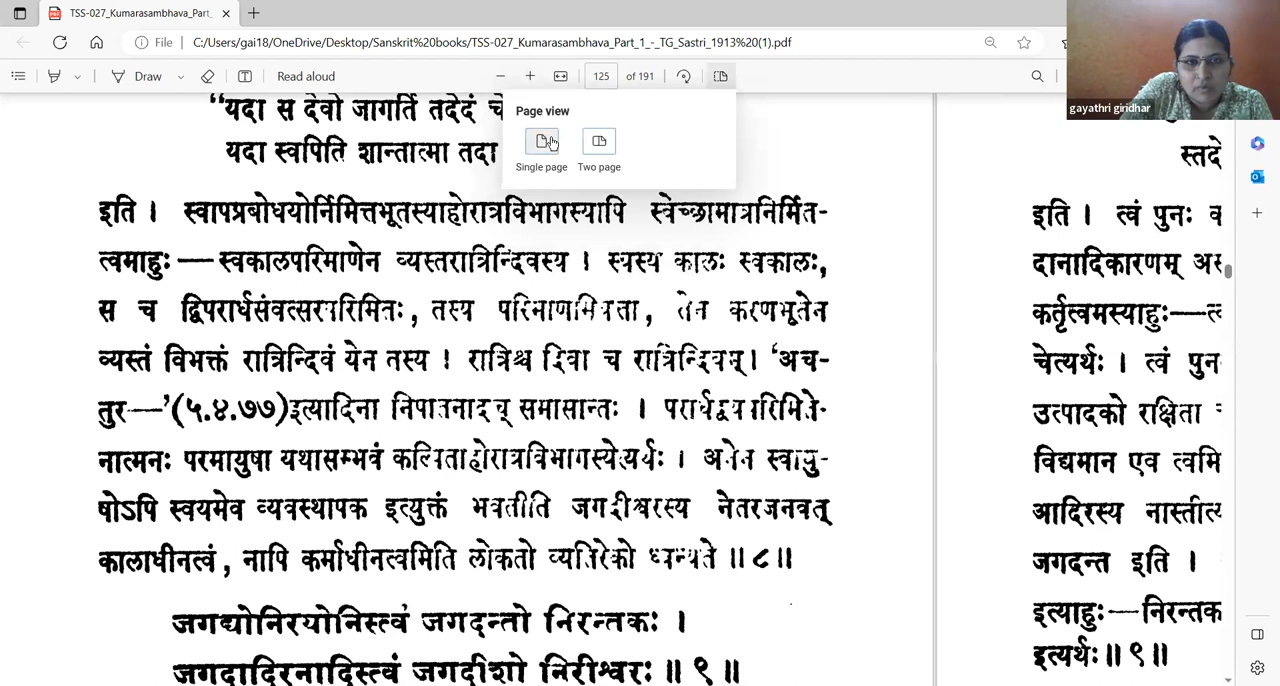 TSS-027_Kumarasambhava_Part_
File
C:/Users/gai18/OneDrive/Desktop/Sanskrit%20books/TSS-027_Kumarasambhava_Part_1_-_TG_Sastri_1913%20(1).pdf
Draw
Read aloud
125 of 191
gayathri giridhar
Page view
Single page
Two page
“यदा स देवो जागर्ति तदेदं चे
यदा स्वपिति शान्तात्मा तदा
इति । स्वापप्रबोधयोर्निमित्तभूतस्याहोरात्रविभागस्यापि स्वेच्छामात्रनिर्मित-
त्वमाहुः—स्वकालपरिमाणेन व्यस्तरात्रिन्दिवस्य । स्वस्य कालः स्वकालः,
स च द्विपरार्धसंवत्सरपरिमितः, तस्य परिमाणमियत्ता, तेन करणभूतेन
व्यस्तं विभक्तं रात्रिन्दिवं येन तस्य । रात्रिश्च दिवा च रात्रिन्दिवम् । ‘अच-
तुर—’(५.४.७७)इत्यादिना निपातनादच् समासान्तः । परार्धद्वयपरिमिते-
नात्मनः परमायुषा यथासम्भवं कल्पिताहोरात्रविभागस्येत्यर्थः । अनेन स्वायु-
षोऽपि स्वयमेव व्यवस्थापक इत्युक्तं भवतीति जगदीश्वरस्य नेतरजनवत्
कालाधीनत्वं, नापि कर्माधीनत्वमिति लोकतो व्यतिरेको ध्वन्यते ॥ ८ ॥
जगद्योनिरयोनिस्त्वं जगदन्तो निरन्तकः ।
जगदादिरनादिस्त्वं जगदीशो निरीश्वरः ॥ ९ ॥
स्तदे
इति । त्वं पुनः
दानादिकारणम्
कर्तृत्वमस्याहुः—त्
चेत्यर्थः । त्वं पुन
उत्पादको रक्षिता
विद्यमान एव त्वमि
आदिरस्य नास्तीत्य
जगदन्त इति ।
इत्याहुः—निरन्तक
इत्यर्थः ॥ ९ ॥